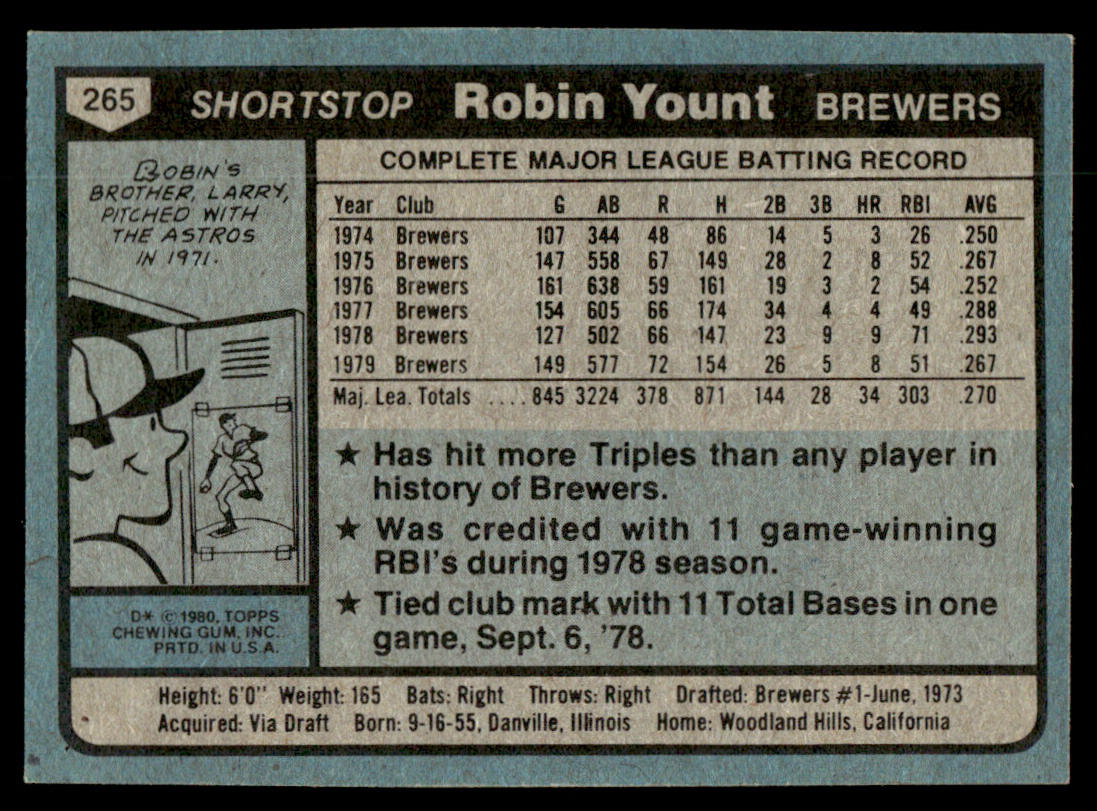 265 SHORTSTOP Robin Yount BREWERS
ROBIN'S
BROTHER, LARRY,
PITCHED WITH
THE ASTROS
IN 1971.
COMPLETE MAJOR LEAGUE BATTING RECORD
Year Club G AB R H 2B 3B HR RBI AVG
1974 Brewers 107 344 48 86 14 5 3 26 .250
1975 Brewers 147 558 67 149 28 2 8 52 .267
1976 Brewers 161 638 59 161 19 3 2 54 .252
1977 Brewers 154 605 66 174 34 4 4 49 .288
1978 Brewers 127 502 66 147 23 9 9 71 .293
1979 Brewers 149 577 72 154 26 5 8 51 .267
Maj. Lea. Totals ....845 3224 378 871 144 28 34 303 .270
★ Has hit more Triples than any player in
history of Brewers.
★ Was credited with 11 game-winning
RBI's during 1978 season.
★ Tied club mark with 11 Total Bases in one
game, Sept. 6, '78.
D* © 1980, TOPPS
CHEWING GUM, INC.
PRTD. IN U.S.A.
Height: 6'0" Weight: 165 Bats: Right Throws: Right Drafted: Brewers #1-June, 1973
Acquired: Via Draft Born: 9-16-55, Danville, Illinois Home: Woodland Hills, California